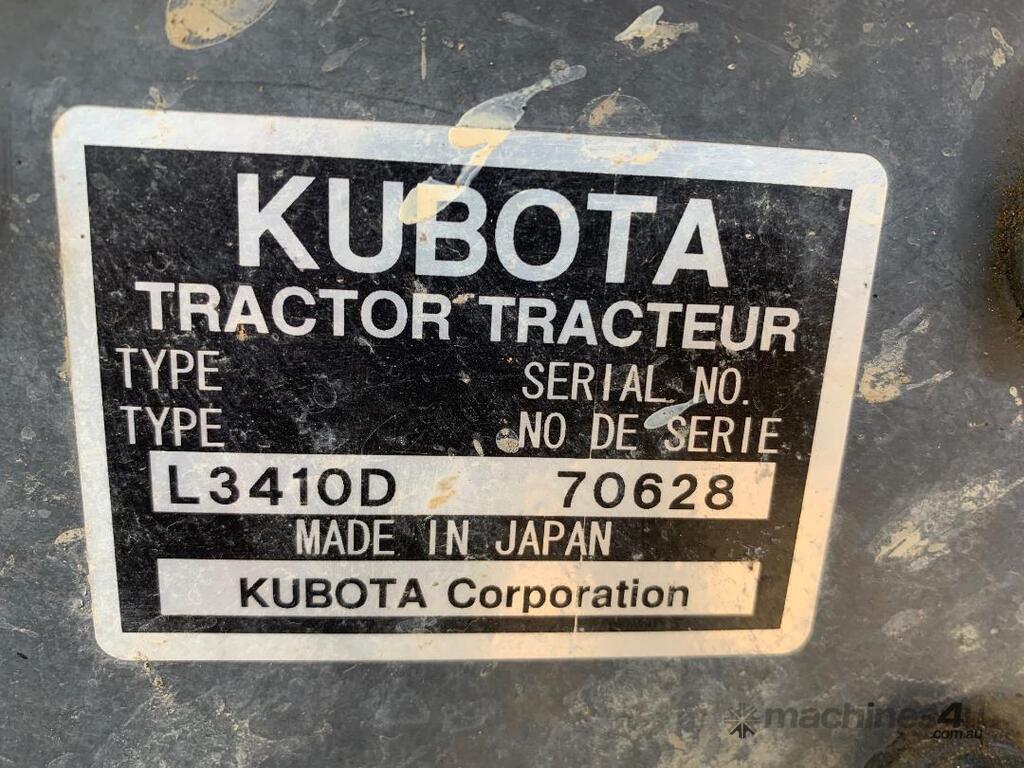 KUBOTA
TRACTOR TRACTEUR
TYPE SERIAL NO.
TYPE NO DE SERIE
L3410D 70628
MADE IN JAPAN
KUBOTA Corporation
machines4u
.com.au